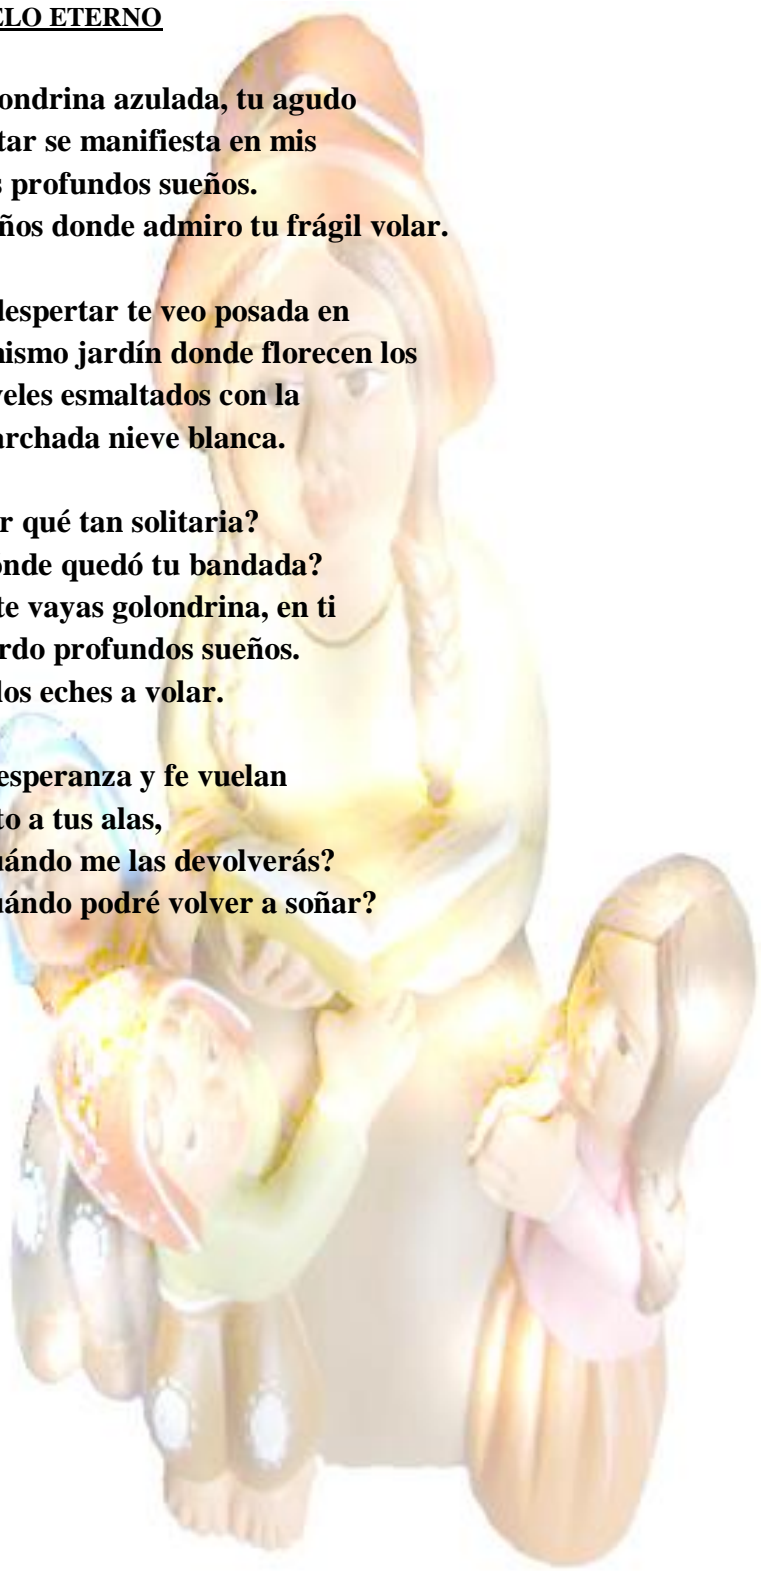 ELO ETERNO
ondrina azulada, tu agudo
tar se manifiesta en mis
s profundos sueños.
ños donde admiro tu frágil volar.
despertar te veo posada en
mismo jardín donde florecen los
veles esmaltados con la
archada nieve blanca.
r qué tan solitaria?
onde quedó tu bandada?
te vayas golondrina, en ti
rdo profundos sueños.
los eches a volar.
esperanza y fe vuelan
to a tus alas,
uándo me las devolverás?
uándo podré volver a soñar?